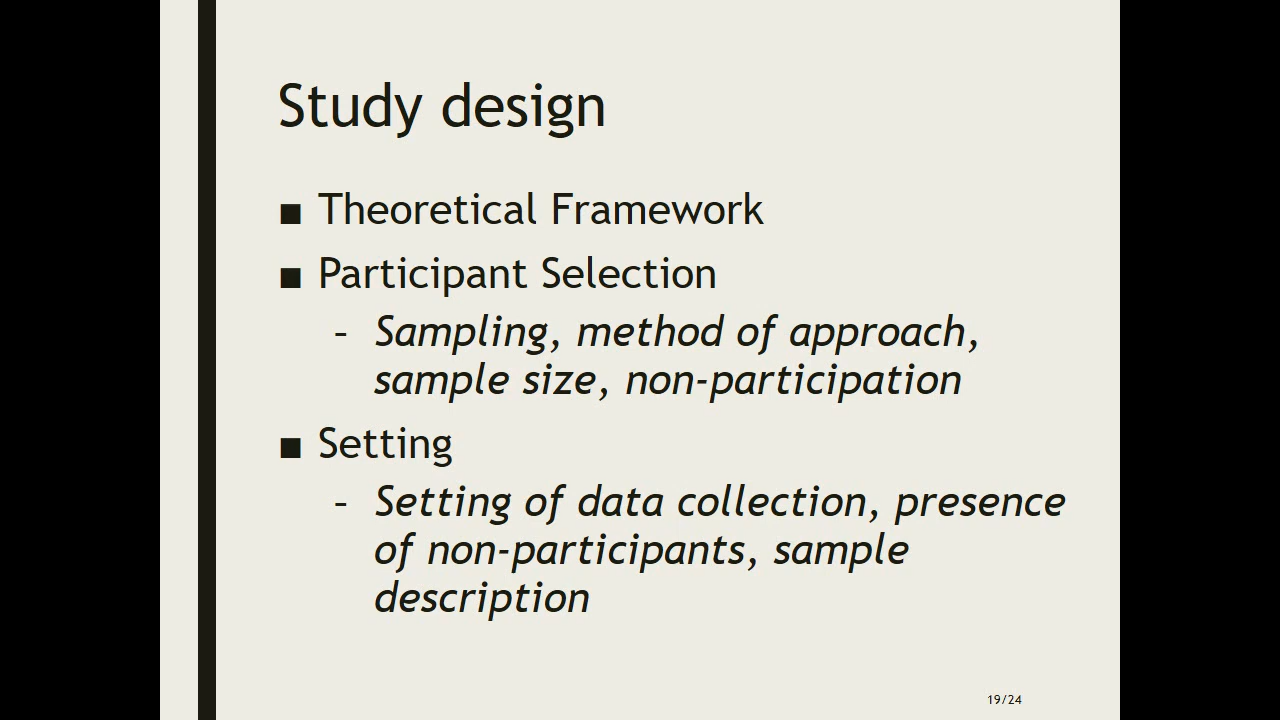 Study design
■ Theoretical Framework
■ Participant Selection
– Sampling, method of approach,
sample size, non-participation
■ Setting
– Setting of data collection, presence
of non-participants, sample
description
19/24